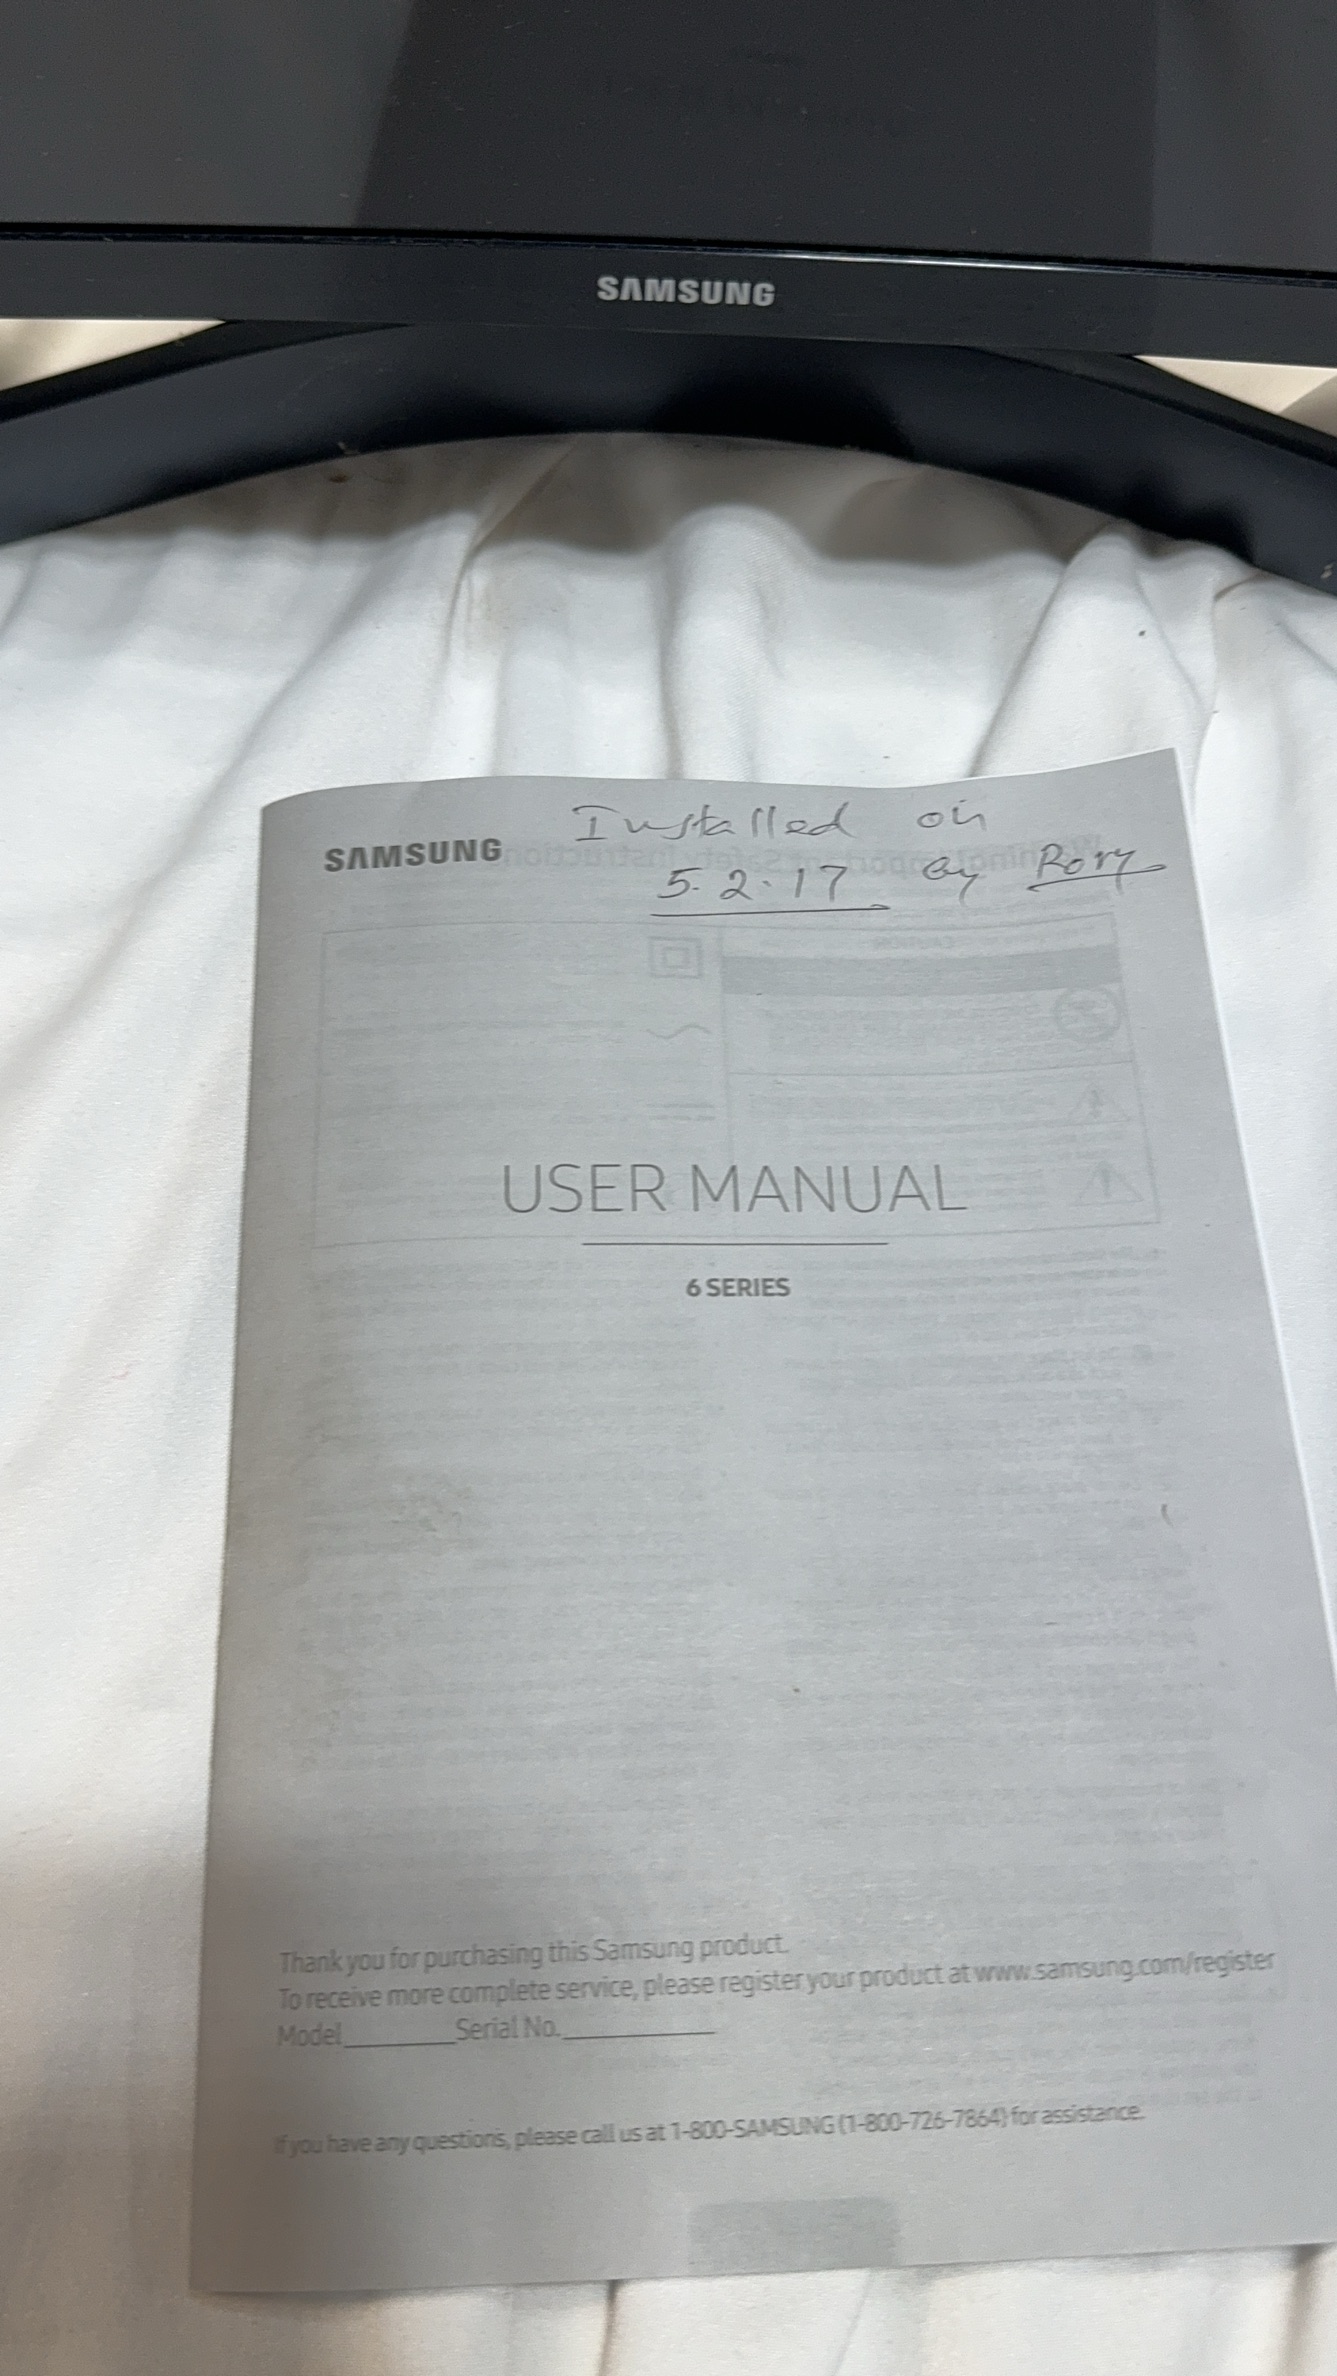 SAMSUNG
Installed on
SAMSUNG
5.2.17 by Rory
USER MANUAL
6 SERIES
Thank you for purchasing this Samsung product.
To receive more complete service, please register your product at www.samsung.com/register
Model________Serial No.___________
If you have any questions, please call us at 1-800-SAMSUNG (1-800-726-7864) for assistance.